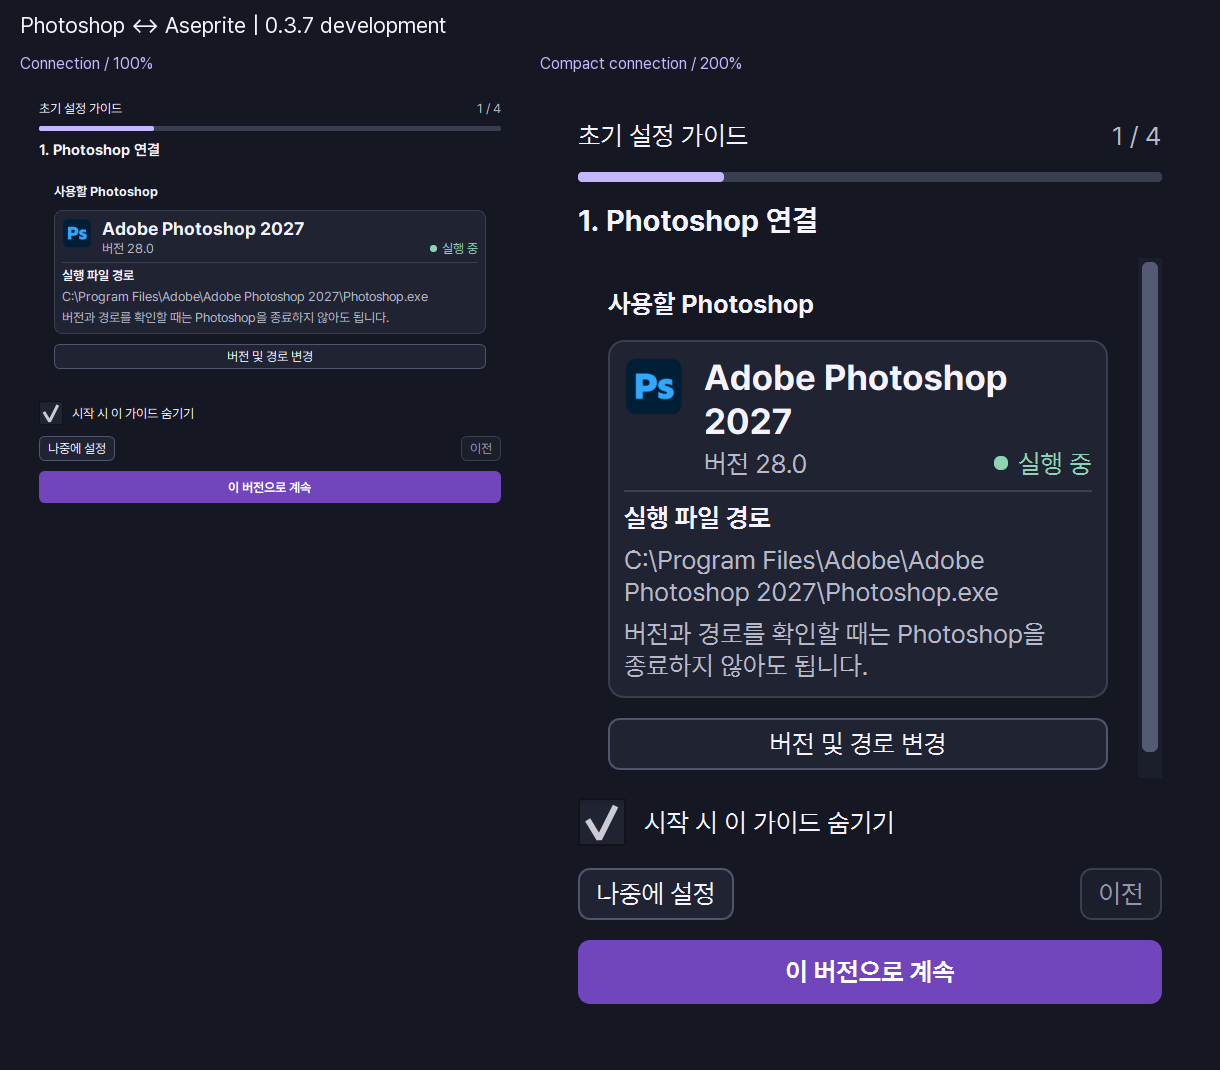 Photoshop ↔ Aseprite | 0.3.7 development
Connection / 100%
초기 설정 가이드
1 / 4
1. Photoshop 연결
사용할 Photoshop
Ps
Adobe Photoshop 2027
버전 28.0
실행 중
실행 파일 경로
C:\Program Files\Adobe\Adobe Photoshop 2027\Photoshop.exe
버전과 경로를 확인할 때는 Photoshop을 종료하지 않아도 됩니다.
버전 및 경로 변경
시작 시 이 가이드 숨기기
나중에 설정
이전
이 버전으로 계속
Compact connection / 200%
초기 설정 가이드
1 / 4
1. Photoshop 연결
사용할 Photoshop
Ps
Adobe Photoshop
2027
버전 28.0
실행 중
실행 파일 경로
C:\Program Files\Adobe\Adobe
Photoshop 2027\Photoshop.exe
버전과 경로를 확인할 때는 Photoshop을
종료하지 않아도 됩니다.
버전 및 경로 변경
시작 시 이 가이드 숨기기
나중에 설정
이전
이 버전으로 계속